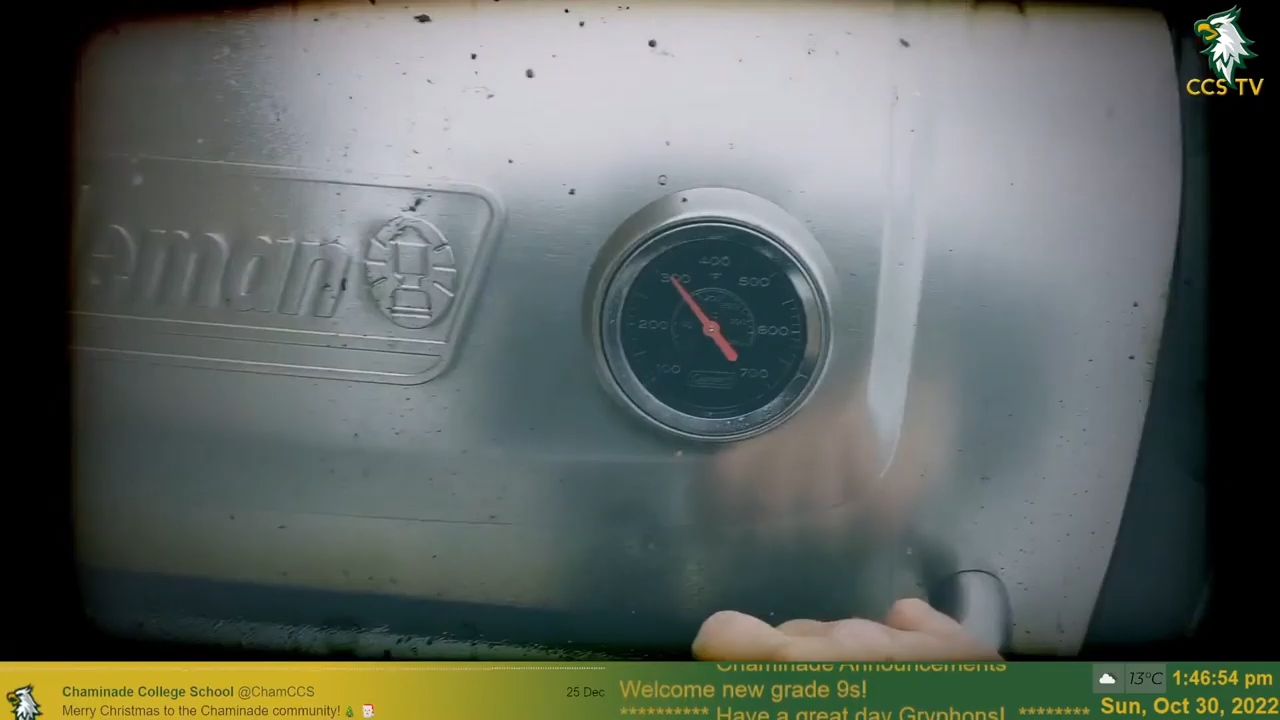 CCS TV
eman
400
300
500
°F
200
600
100
700
Chaminade College School @ChamCCS
25 Dec
Merry Christmas to the Chaminade community!
Chaminade Announcements
Welcome new grade 9s!
********** Have a great day Gryphons! ********
13°C
1:46:54 pm
Sun, Oct 30, 2022